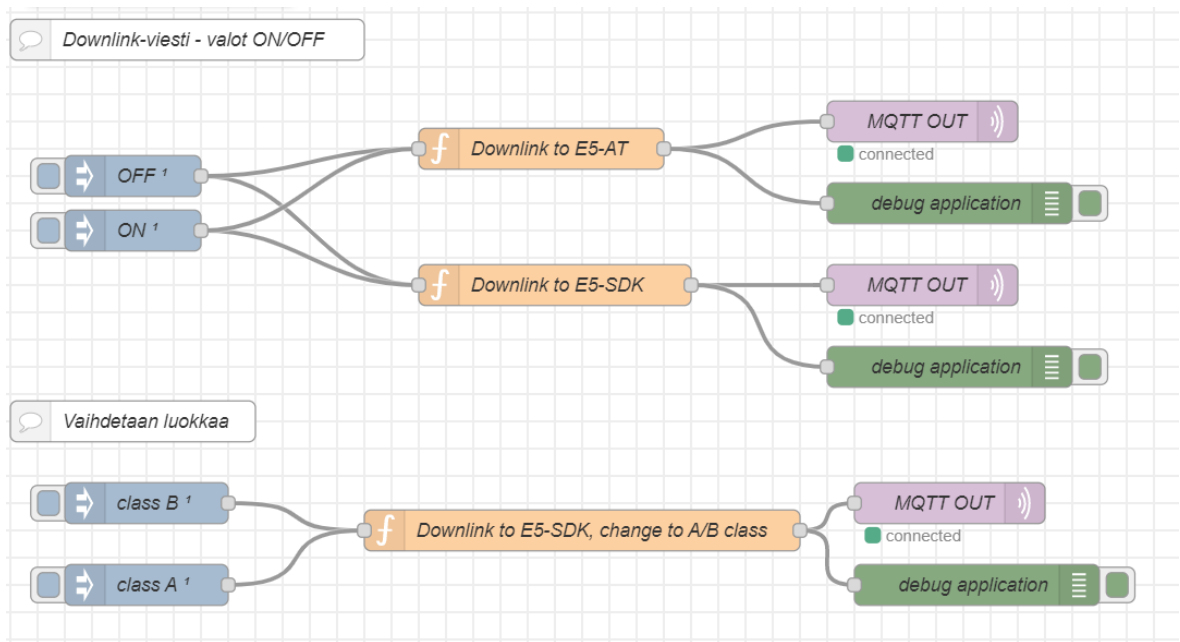 Downlink-viesti - valot ON/OFF
MQTT OUT
Downlink to E5-AT
connected
OFF ¹
debug application
ON ¹
Downlink to E5-SDK
MQTT OUT
connected
debug application
Vaihdetaan luokkaa
class B ¹
MQTT OUT
Downlink to E5-SDK, change to A/B class
connected
class A ¹
debug application